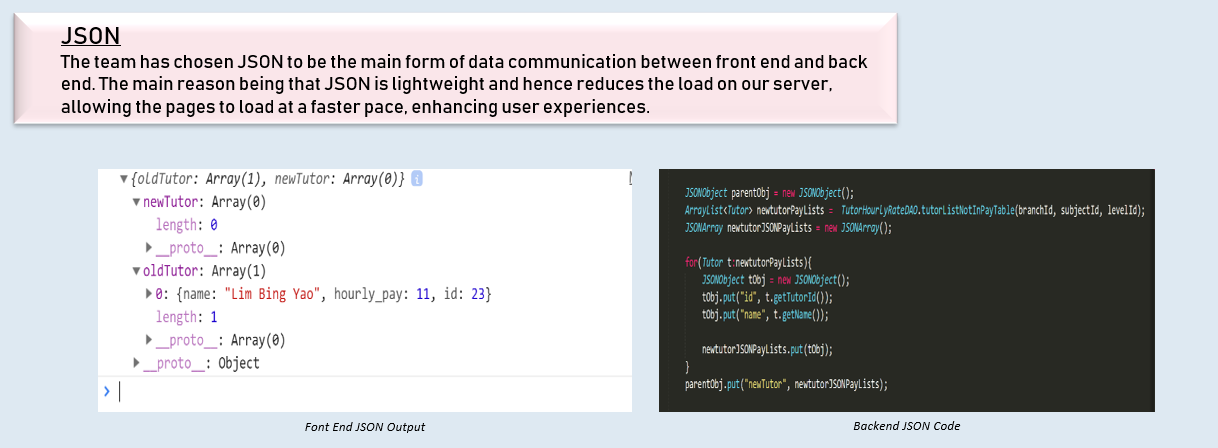 JSON
The team has chosen JSON to be the main form of data communication between front end and back
end. The main reason being that JSON is lightweight and hence reduces the load on our server,
allowing the pages to load at a faster pace, enhancing user experiences.
▼{oldTutor: Array(1), newTutor: Array(0)} i
▼newTutor: Array(0)
length: 0
▶__proto__: Array(0)
▼oldTutor: Array(1)
▶0: {name: "Lim Bing Yao", hourly_pay: 11, id: 23}
length: 1
▶__proto__: Array(0)
▶__proto__: Object
>
Font End JSON Output
JSONObject parentObj = new JSONObject();
ArrayList<Tutor> newtutorPayLists = TutorHourlyRateDAO.tutorListNotInPayTable(branchId, subjectId, levelId);
JSONArray newtutorJSONPayLists = new JSONArray();
for(Tutor t:newtutorPayLists){
JSONObject tObj = new JSONObject();
tObj.put("id", t.getTutorId());
tObj.put("name", t.getName());
newtutorJSONPayLists.put(tObj);
}
parentObj.put("newTutor", newtutorJSONPayLists);
Backend JSON Code